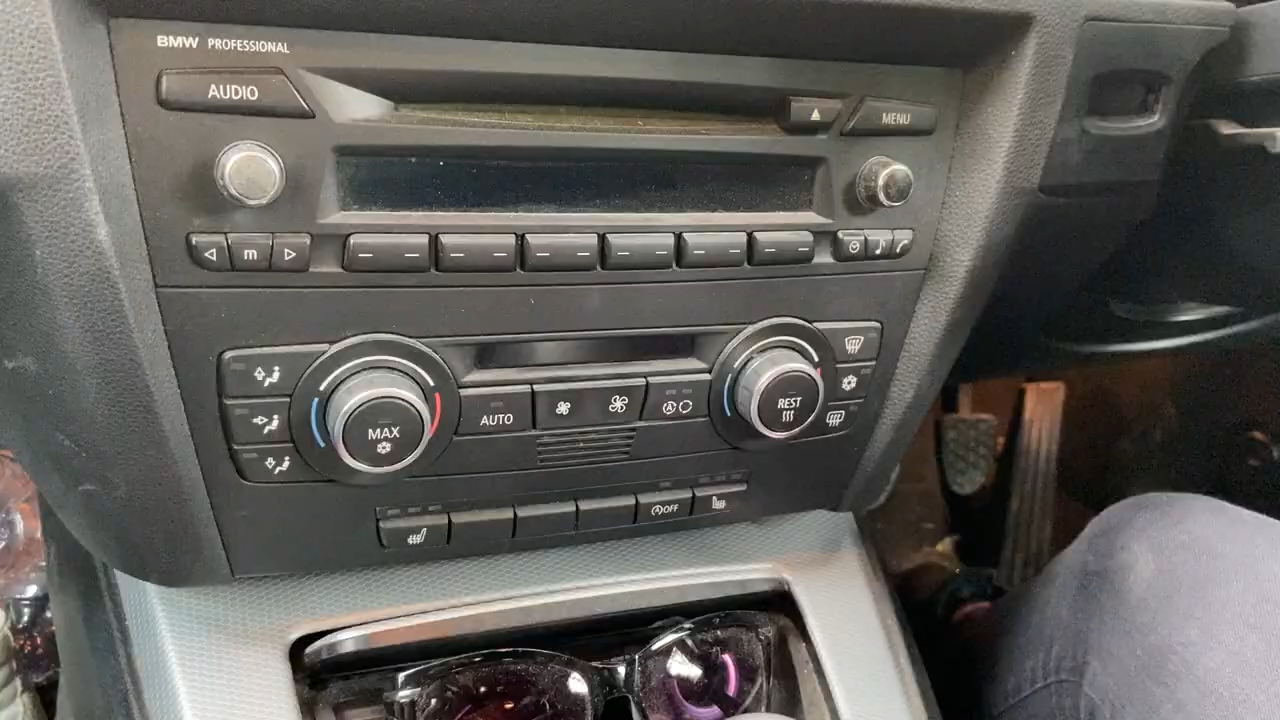 BMW PROFESSIONAL
AUDIO
MENU
m
MAX
AUTO
A
REST
A OFF